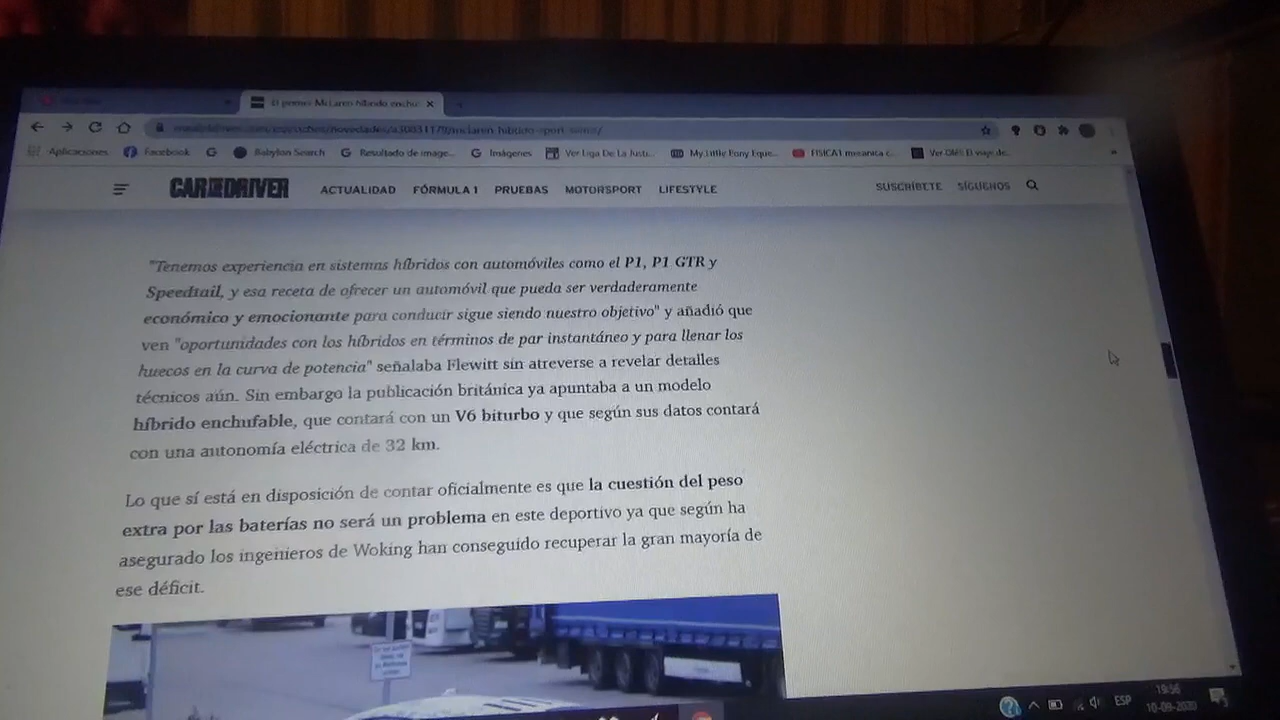 El primer McLaren híbrido enchu
Aplicaciones Facebook Babylon Search Resultado de image... Imágenes Ver Liga De La Justi... My Little Pony Eque... FISICA1 mecanica c...
CAR AND DRIVER ACTUALIDAD FÓRMULA 1 PRUEBAS MOTORSPORT LIFESTYLE SUSCRÍBETE SÍGUENOS
"Tenemos experiencia en sistemas híbridos con automóviles como el P1, P1 GTR y
Speedtail, y esa receta de ofrecer un automóvil que pueda ser verdaderamente
económico y emocionante para conducir sigue siendo nuestro objetivo" y añadió que
ven "oportunidades con los híbridos en términos de par instantáneo y para llenar los
huecos en la curva de potencia" señalaba Flewitt sin atreverse a revelar detalles
técnicos aún. Sin embargo la publicación británica ya apuntaba a un modelo
híbrido enchufable, que contará con un V6 biturbo y que según sus datos contará
con una autonomía eléctrica de 32 km.
Lo que sí está en disposición de contar oficialmente es que la cuestión del peso
extra por las baterías no será un problema en este deportivo ya que según ha
asegurado los ingenieros de Woking han conseguido recuperar la gran mayoría de
ese déficit.
ESP
19:56
10-09-2020